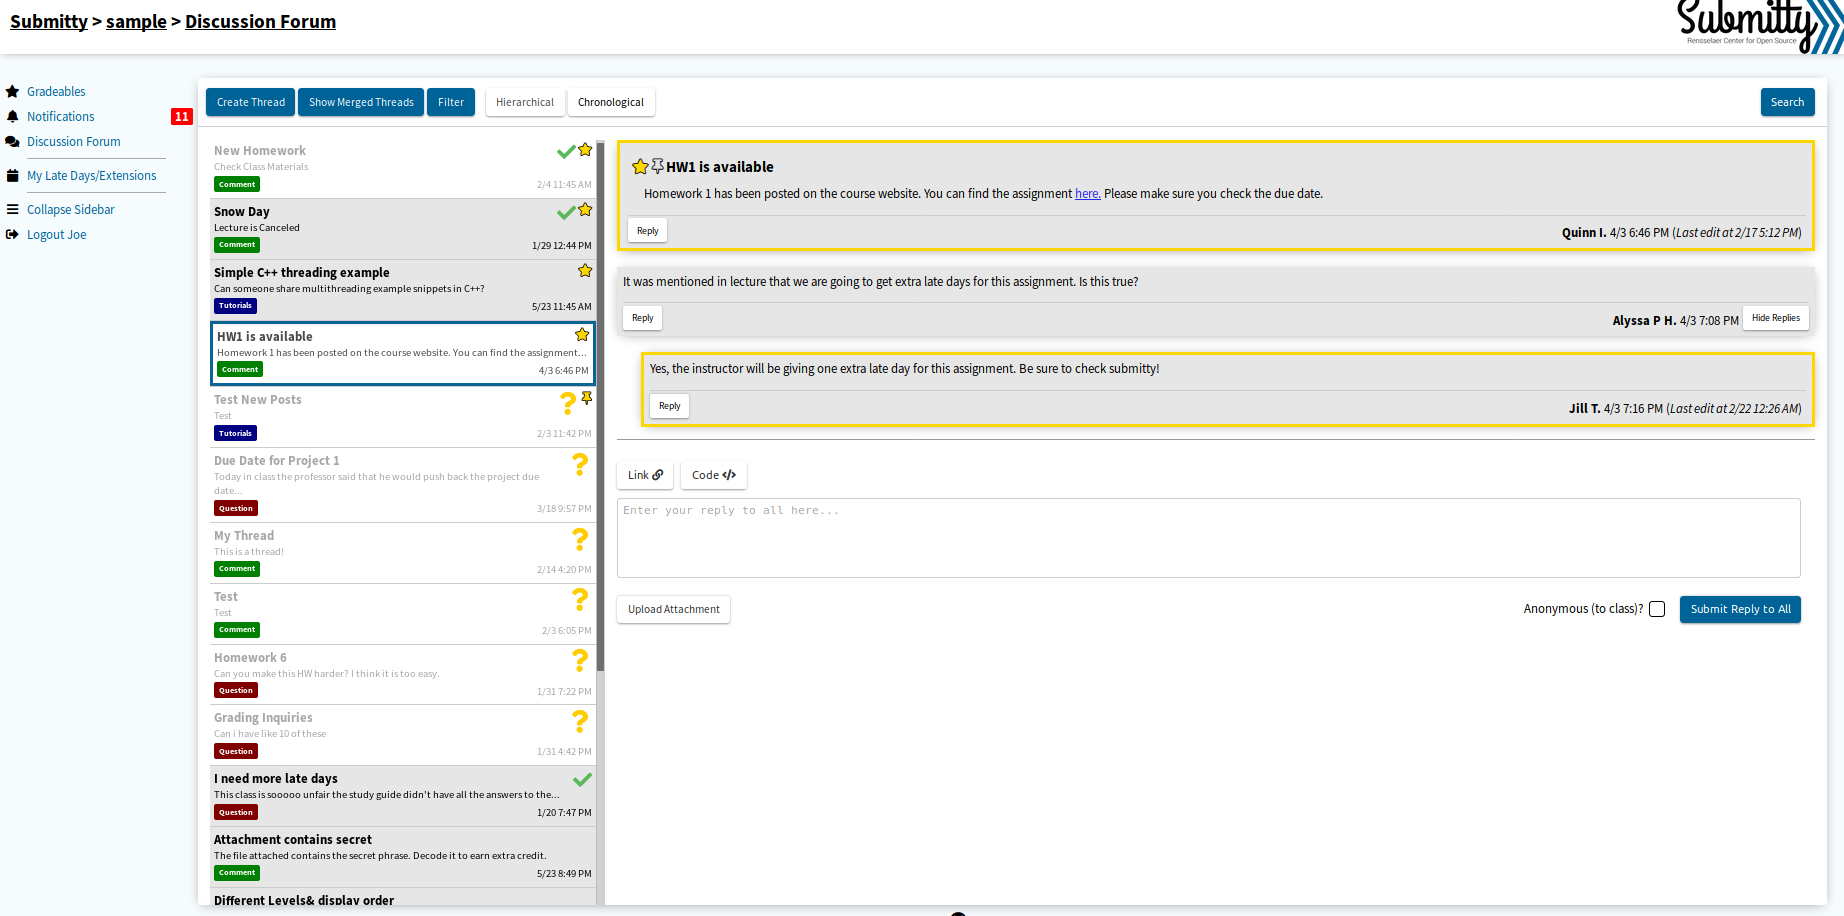 Submitty > sample > Discussion Forum
Submitty
Rensselaer Center for Open Source
Gradeables
Notifications
11
Discussion Forum
My Late Days/Extensions
Collapse Sidebar
Logout Joe
Create Thread
Show Merged Threads
Filter
Hierarchical
Chronological
Search
New Homework
Check Class Materials
Comment
2/4 11:45 AM
Snow Day
Lecture is Canceled
Comment
1/29 12:44 PM
Simple C++ threading example
Can someone share multithreading example snippets in C++?
Tutorials
5/23 11:45 AM
HW1 is available
Homework 1 has been posted on the course website. You can find the assignment...
Comment
4/3 6:46 PM
Test New Posts
Test
Tutorials
2/3 11:42 PM
Due Date for Project 1
Today in class the professor said that he would push back the project due
date...
Question
3/18 9:57 PM
My Thread
This is a thread!
Comment
2/14 4:20 PM
Test
Test
Comment
2/3 6:05 PM
Homework 6
Can you make this HW harder? I think it is too easy.
Question
1/31 7:22 PM
Grading Inquiries
Can i have like 10 of these
Question
1/31 4:42 PM
I need more late days
This class is sooooo unfair the study guide didn't have all the answers to the...
Question
1/20 7:47 PM
Attachment contains secret
The file attached contains the secret phrase. Decode it to earn extra credit.
Comment
5/23 8:49 PM
Different Levels& display order
HW1 is available
Homework 1 has been posted on the course website. You can find the assignment here. Please make sure you check the due date.
Reply
Quinn I. 4/3 6:46 PM (Last edit at 2/17 5:12 PM)
It was mentioned in lecture that we are going to get extra late days for this assignment. Is this true?
Reply
Alyssa P H. 4/3 7:08 PM
Hide Replies
Yes, the instructor will be giving one extra late day for this assignment. Be sure to check submitty!
Reply
Jill T. 4/3 7:16 PM (Last edit at 2/22 12:26 AM)
Link
Code
Enter your reply to all here...
Upload Attachment
Anonymous (to class)?
Submit Reply to All